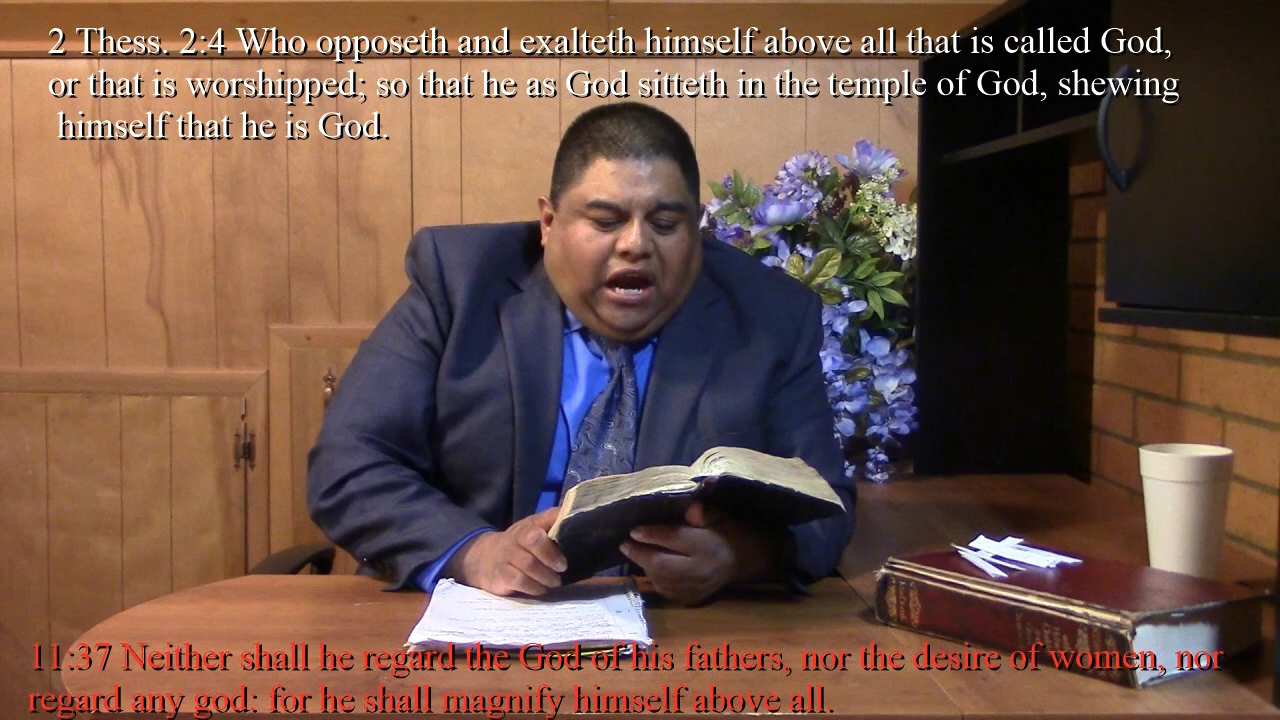 2 Thess. 2:4 Who opposeth and exalteth himself above all that is called God,
or that is worshipped; so that he as God sitteth in the temple of God, shewing
himself that he is God.
11:37 Neither shall he regard the God of his fathers, nor the desire of women, nor
regard any god: for he shall magnify himself above all.